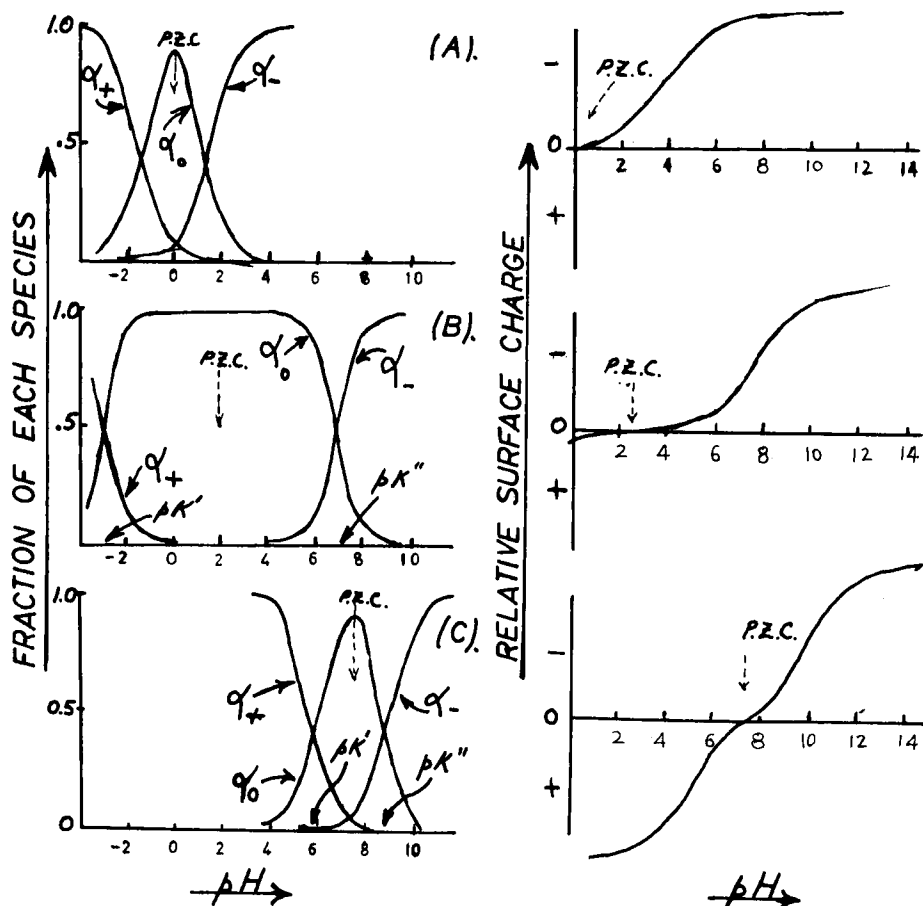 FRACTION OF EACH SPECIES
1.0
.5
α+
P.Z.C.
α-
α0
(A).
-2 0 2 4 6 8 10
1.0
.5
P.Z.C.
α0
α-
(B).
α+
pK'
pK"
-2 0 2 4 6 8 10
1.0
0.5
0
P.Z.C.
(C).
α+
α-
α0
pK'
pK"
-2 0 2 4 6 8 10
pH
RELATIVE SURFACE CHARGE
-
P.Z.C.
0
2 4 6 8 10 12 14
+
-
P.Z.C.
0
2 4 6 8 10 12 14
+
-
P.Z.C.
0
2 4 6 8 10 12 14
+
pH